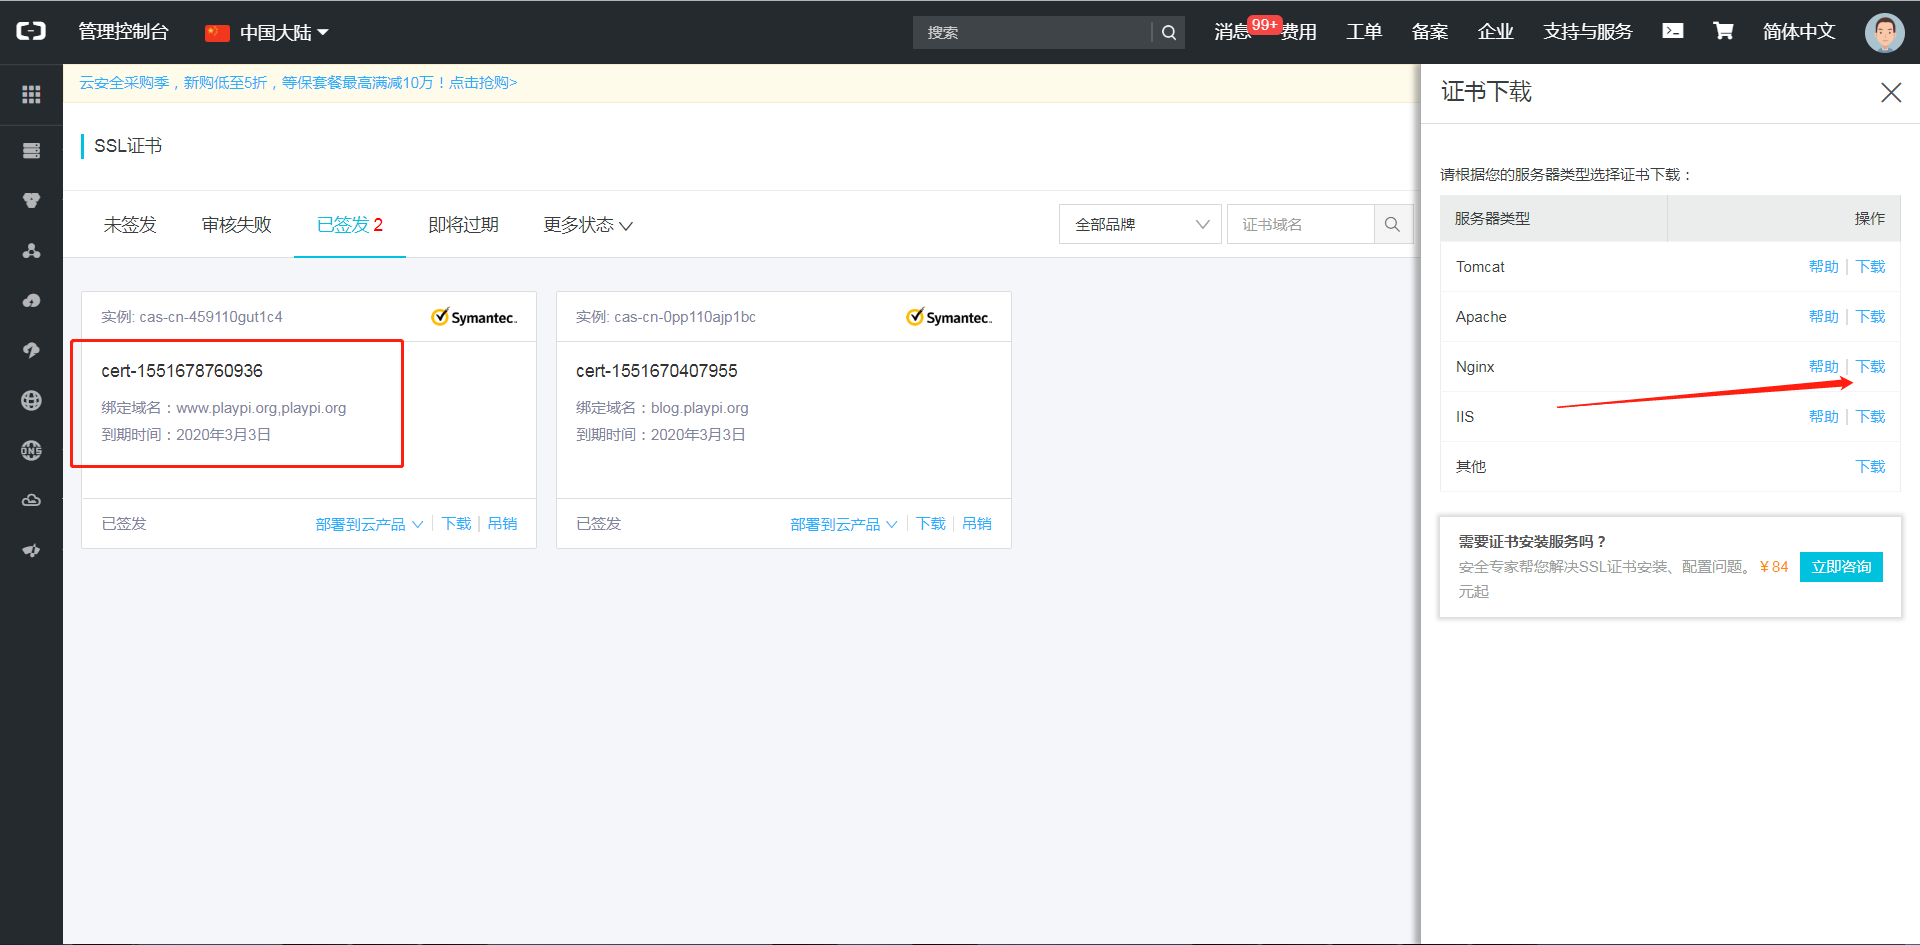 管理控制台
中国大陆
搜索
消息
99+
费用
工单
备案
企业
支持与服务
简体中文
云安全采购季，新购低至5折，等保套餐最高满减10万！点击抢购>
SSL证书
未签发
审核失败
已签发 2
即将过期
更多状态
全部品牌
证书域名
实例: cas-cn-459110gut1c4
Symantec.
cert-1551678760936
绑定域名：www.playpi.org,playpi.org
到期时间：2020年3月3日
已签发
部署到云产品
下载
吊销
实例: cas-cn-0pp110ajp1bc
Symantec.
cert-1551670407955
绑定域名：blog.playpi.org
到期时间：2020年3月3日
已签发
部署到云产品
下载
吊销
DNS
证书下载
请根据您的服务器类型选择证书下载：
服务器类型 操作
Tomcat 帮助 下载
Apache 帮助 下载
Nginx 帮助 下载
IIS 帮助 下载
其他 下载
需要证书安装服务吗？
安全专家帮您解决SSL证书安装、配置问题。¥84
元起
立即咨询